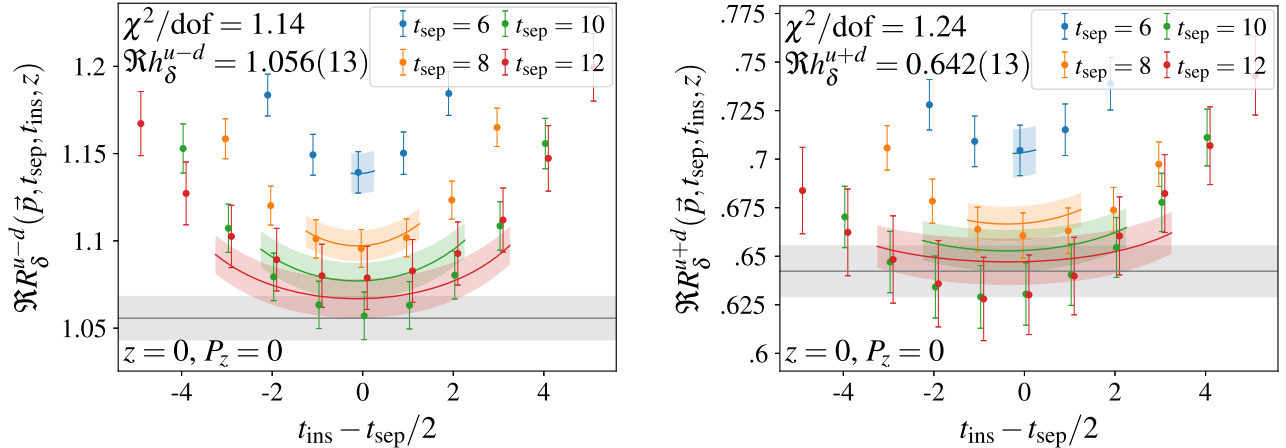 χ²/dof = 1.14
ℜh_δ^{u−d} = 1.056(13)
t_sep = 6
t_sep = 10
t_sep = 8
t_sep = 12
1.2
1.15
1.1
1.05
ℜR_δ^{u−d}(p⃗, t_sep, t_ins, z)
z = 0, P_z = 0
-4 -2 0 2 4
t_ins − t_sep/2
χ²/dof = 1.24
ℜh_δ^{u+d} = 0.642(13)
t_sep = 6
t_sep = 10
t_sep = 8
t_sep = 12
.775
.75
.725
.7
.675
.65
.625
.6
ℜR_δ^{u+d}(p⃗, t_sep, t_ins, z)
z = 0, P_z = 0
-4 -2 0 2 4
t_ins − t_sep/2